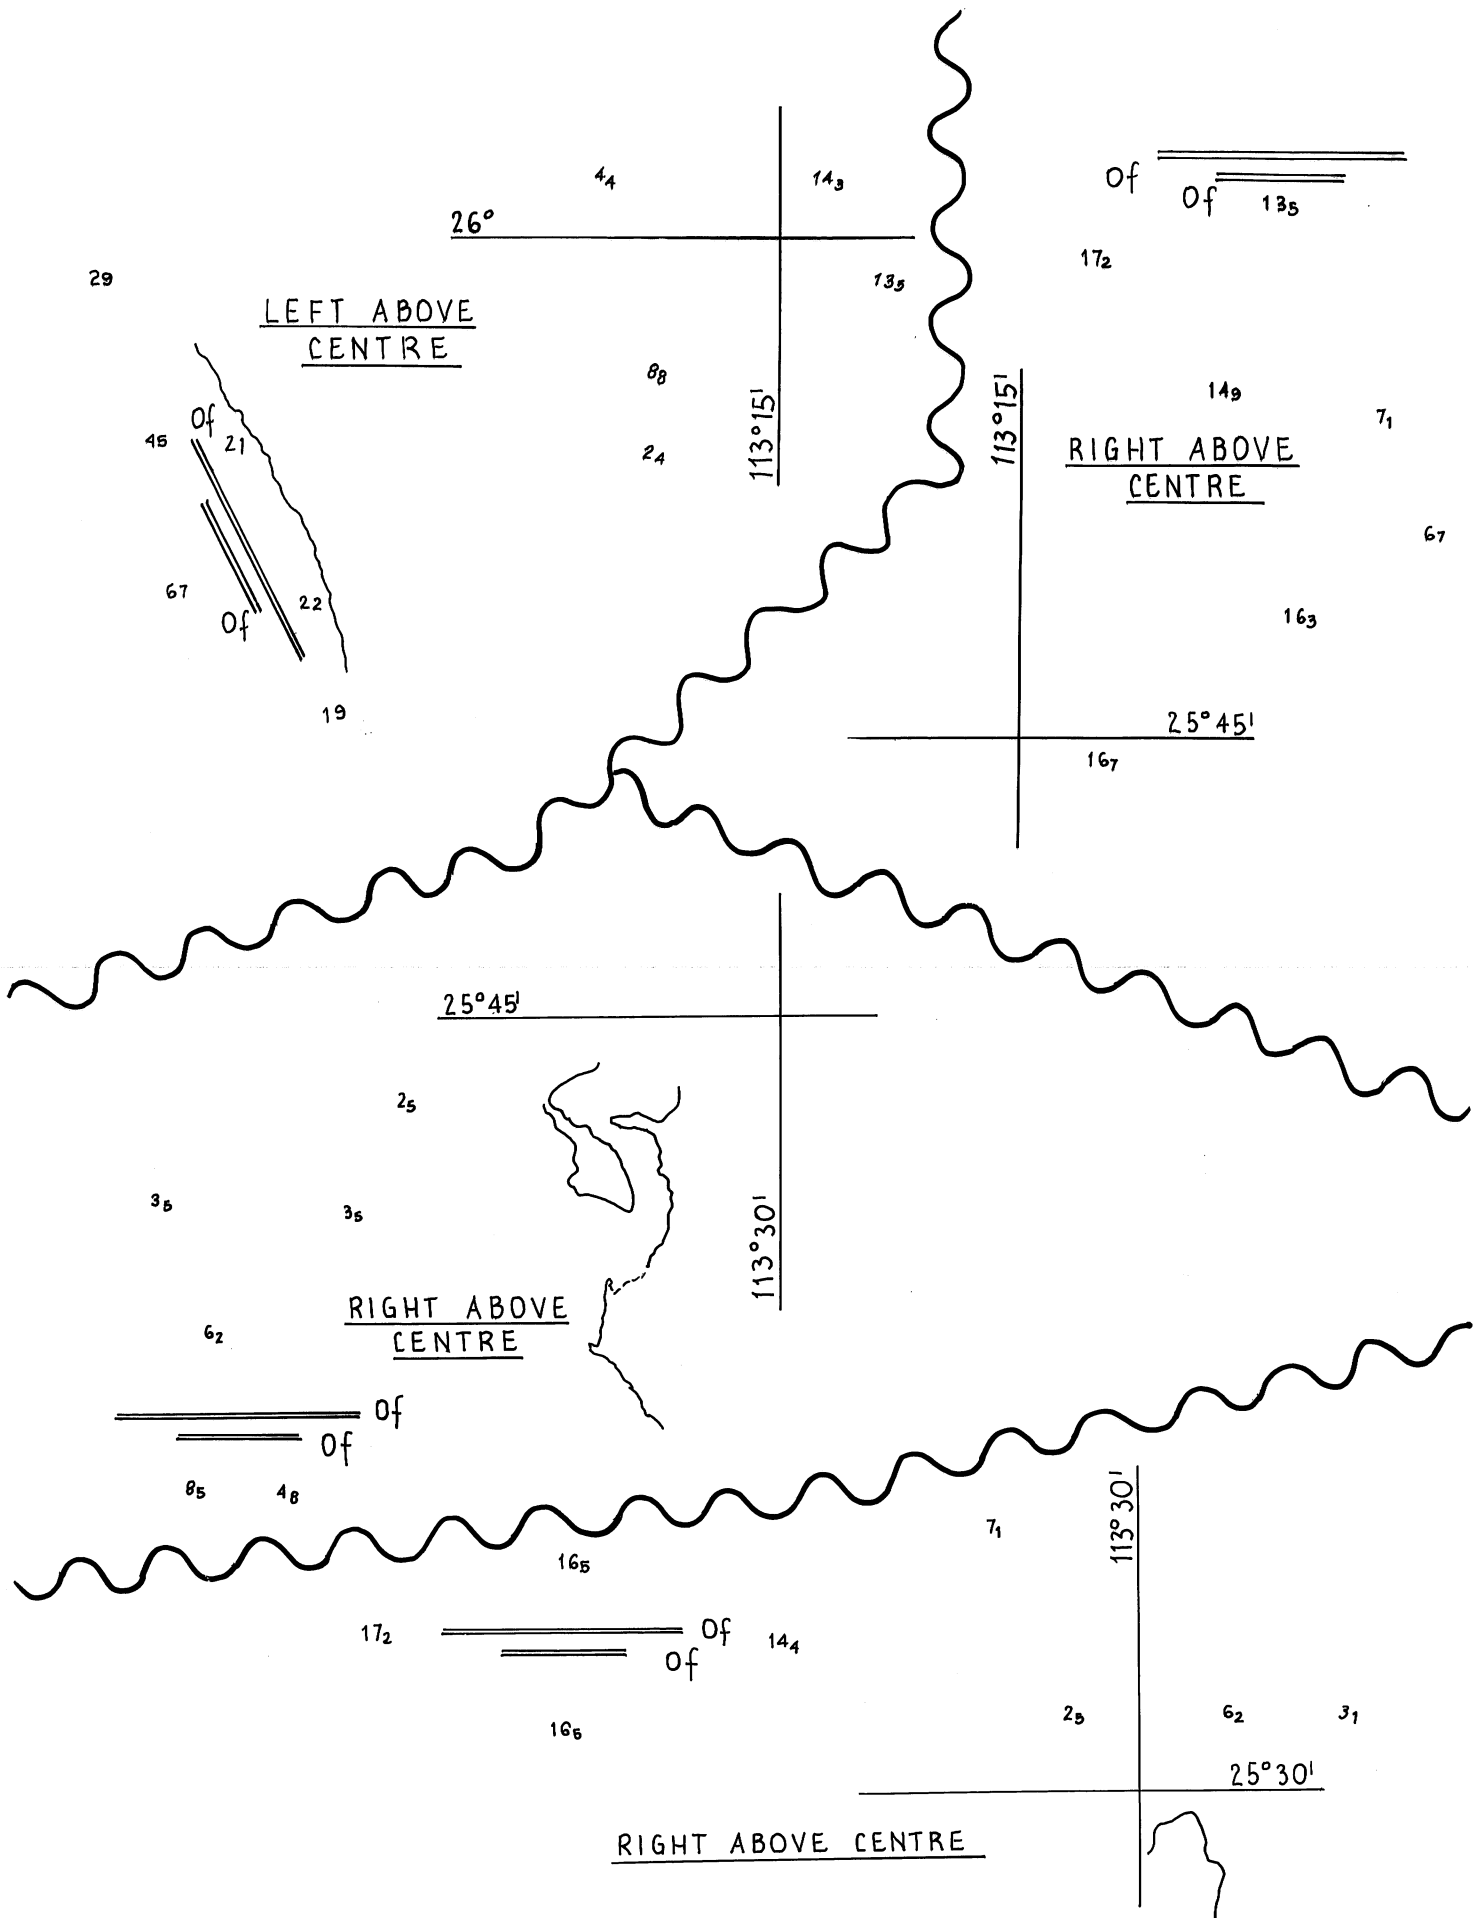 4₄
14₃
Of
Of
13₅
26°
17₂
29
13₅
LEFT ABOVE
CENTRE
8₈
113°15'
113°15'
14₉
7₁
Of
45
21
2₄
RIGHT ABOVE
CENTRE
6₇
67
22
Of
16₃
19
25°45'
16₇
25°45'
2₅
3₅
3₅
113°30'
RIGHT ABOVE
CENTRE
6₂
Of
Of
8₅
4₈
7₁
113°30'
16₅
17₂
Of
Of
14₄
16₅
2₅
6₂
3₁
25°30'
RIGHT ABOVE CENTRE